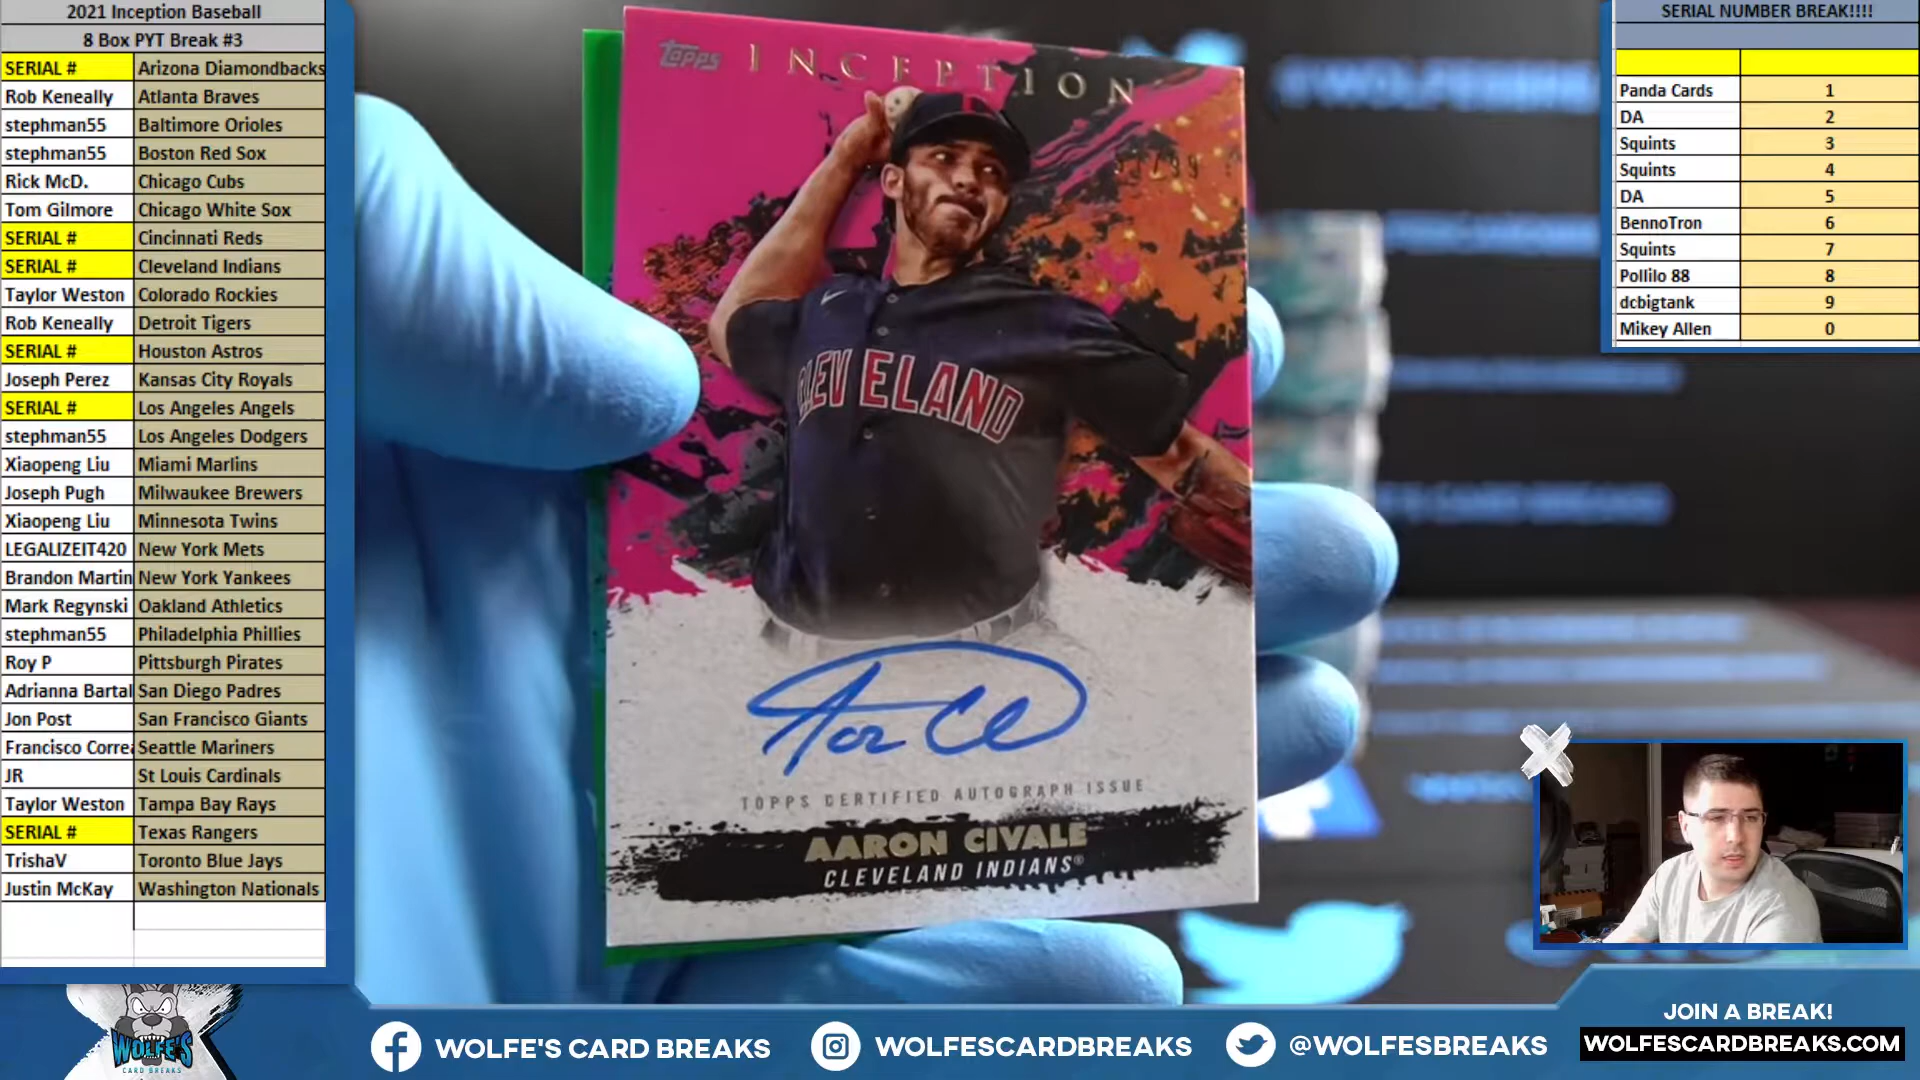 2021 Inception Baseball
8 Box PYT Break #3
SERIAL # Arizona Diamondbacks
Rob Keneally Atlanta Braves
stephman55 Baltimore Orioles
stephman55 Boston Red Sox
Rick McD. Chicago Cubs
Tom Gilmore Chicago White Sox
SERIAL # Cincinnati Reds
SERIAL # Cleveland Indians
Taylor Weston Colorado Rockies
Rob Keneally Detroit Tigers
SERIAL # Houston Astros
Joseph Perez Kansas City Royals
SERIAL # Los Angeles Angels
stephman55 Los Angeles Dodgers
Xiaopeng Liu Miami Marlins
Joseph Pugh Milwaukee Brewers
Xiaopeng Liu Minnesota Twins
LEGALIZEIT420 New York Mets
Brandon Martin New York Yankees
Mark Regynski Oakland Athletics
stephman55 Philadelphia Phillies
Roy P Pittsburgh Pirates
Adrianna Bartal San Diego Padres
Jon Post San Francisco Giants
Francisco Correa Seattle Mariners
JR St Louis Cardinals
Taylor Weston Tampa Bay Rays
SERIAL # Texas Rangers
TrishaV Toronto Blue Jays
Justin McKay Washington Nationals
topps INCEPTION
CLEVELAND
TOPPS CERTIFIED AUTOGRAPH ISSUE
AARON CIVALE
CLEVELAND INDIANS®
SERIAL NUMBER BREAK!!!!
Panda Cards 1
DA 2
Squints 3
Squints 4
DA 5
BennoTron 6
Squints 7
Pollilo 88 8
dcbigtank 9
Mikey Allen 0
WOLFE'S
CARD BREAKS
WOLFE'S CARD BREAKS
WOLFESCARDBREAKS
@WOLFESBREAKS
JOIN A BREAK!
WOLFESCARDBREAKS.COM